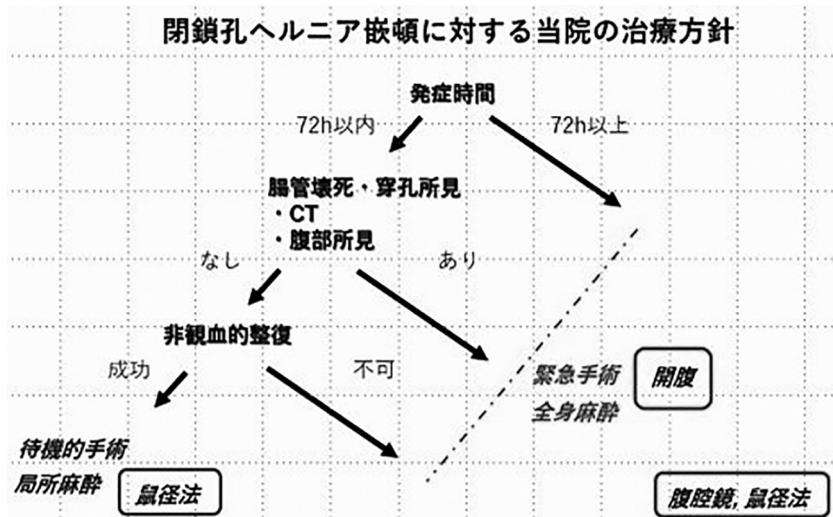 閉鎖孔ヘルニア嵌頓に対する当院の治療方針
発症時間
72h以内
72h以上
腸管壊死・穿孔所見
・CT
・腹部所見
なし
あり
非観血的整復
成功
不可
緊急手術
全身麻酔
開腹
待機的手術
局所麻酔
鼠径法
腹腔鏡, 鼠径法